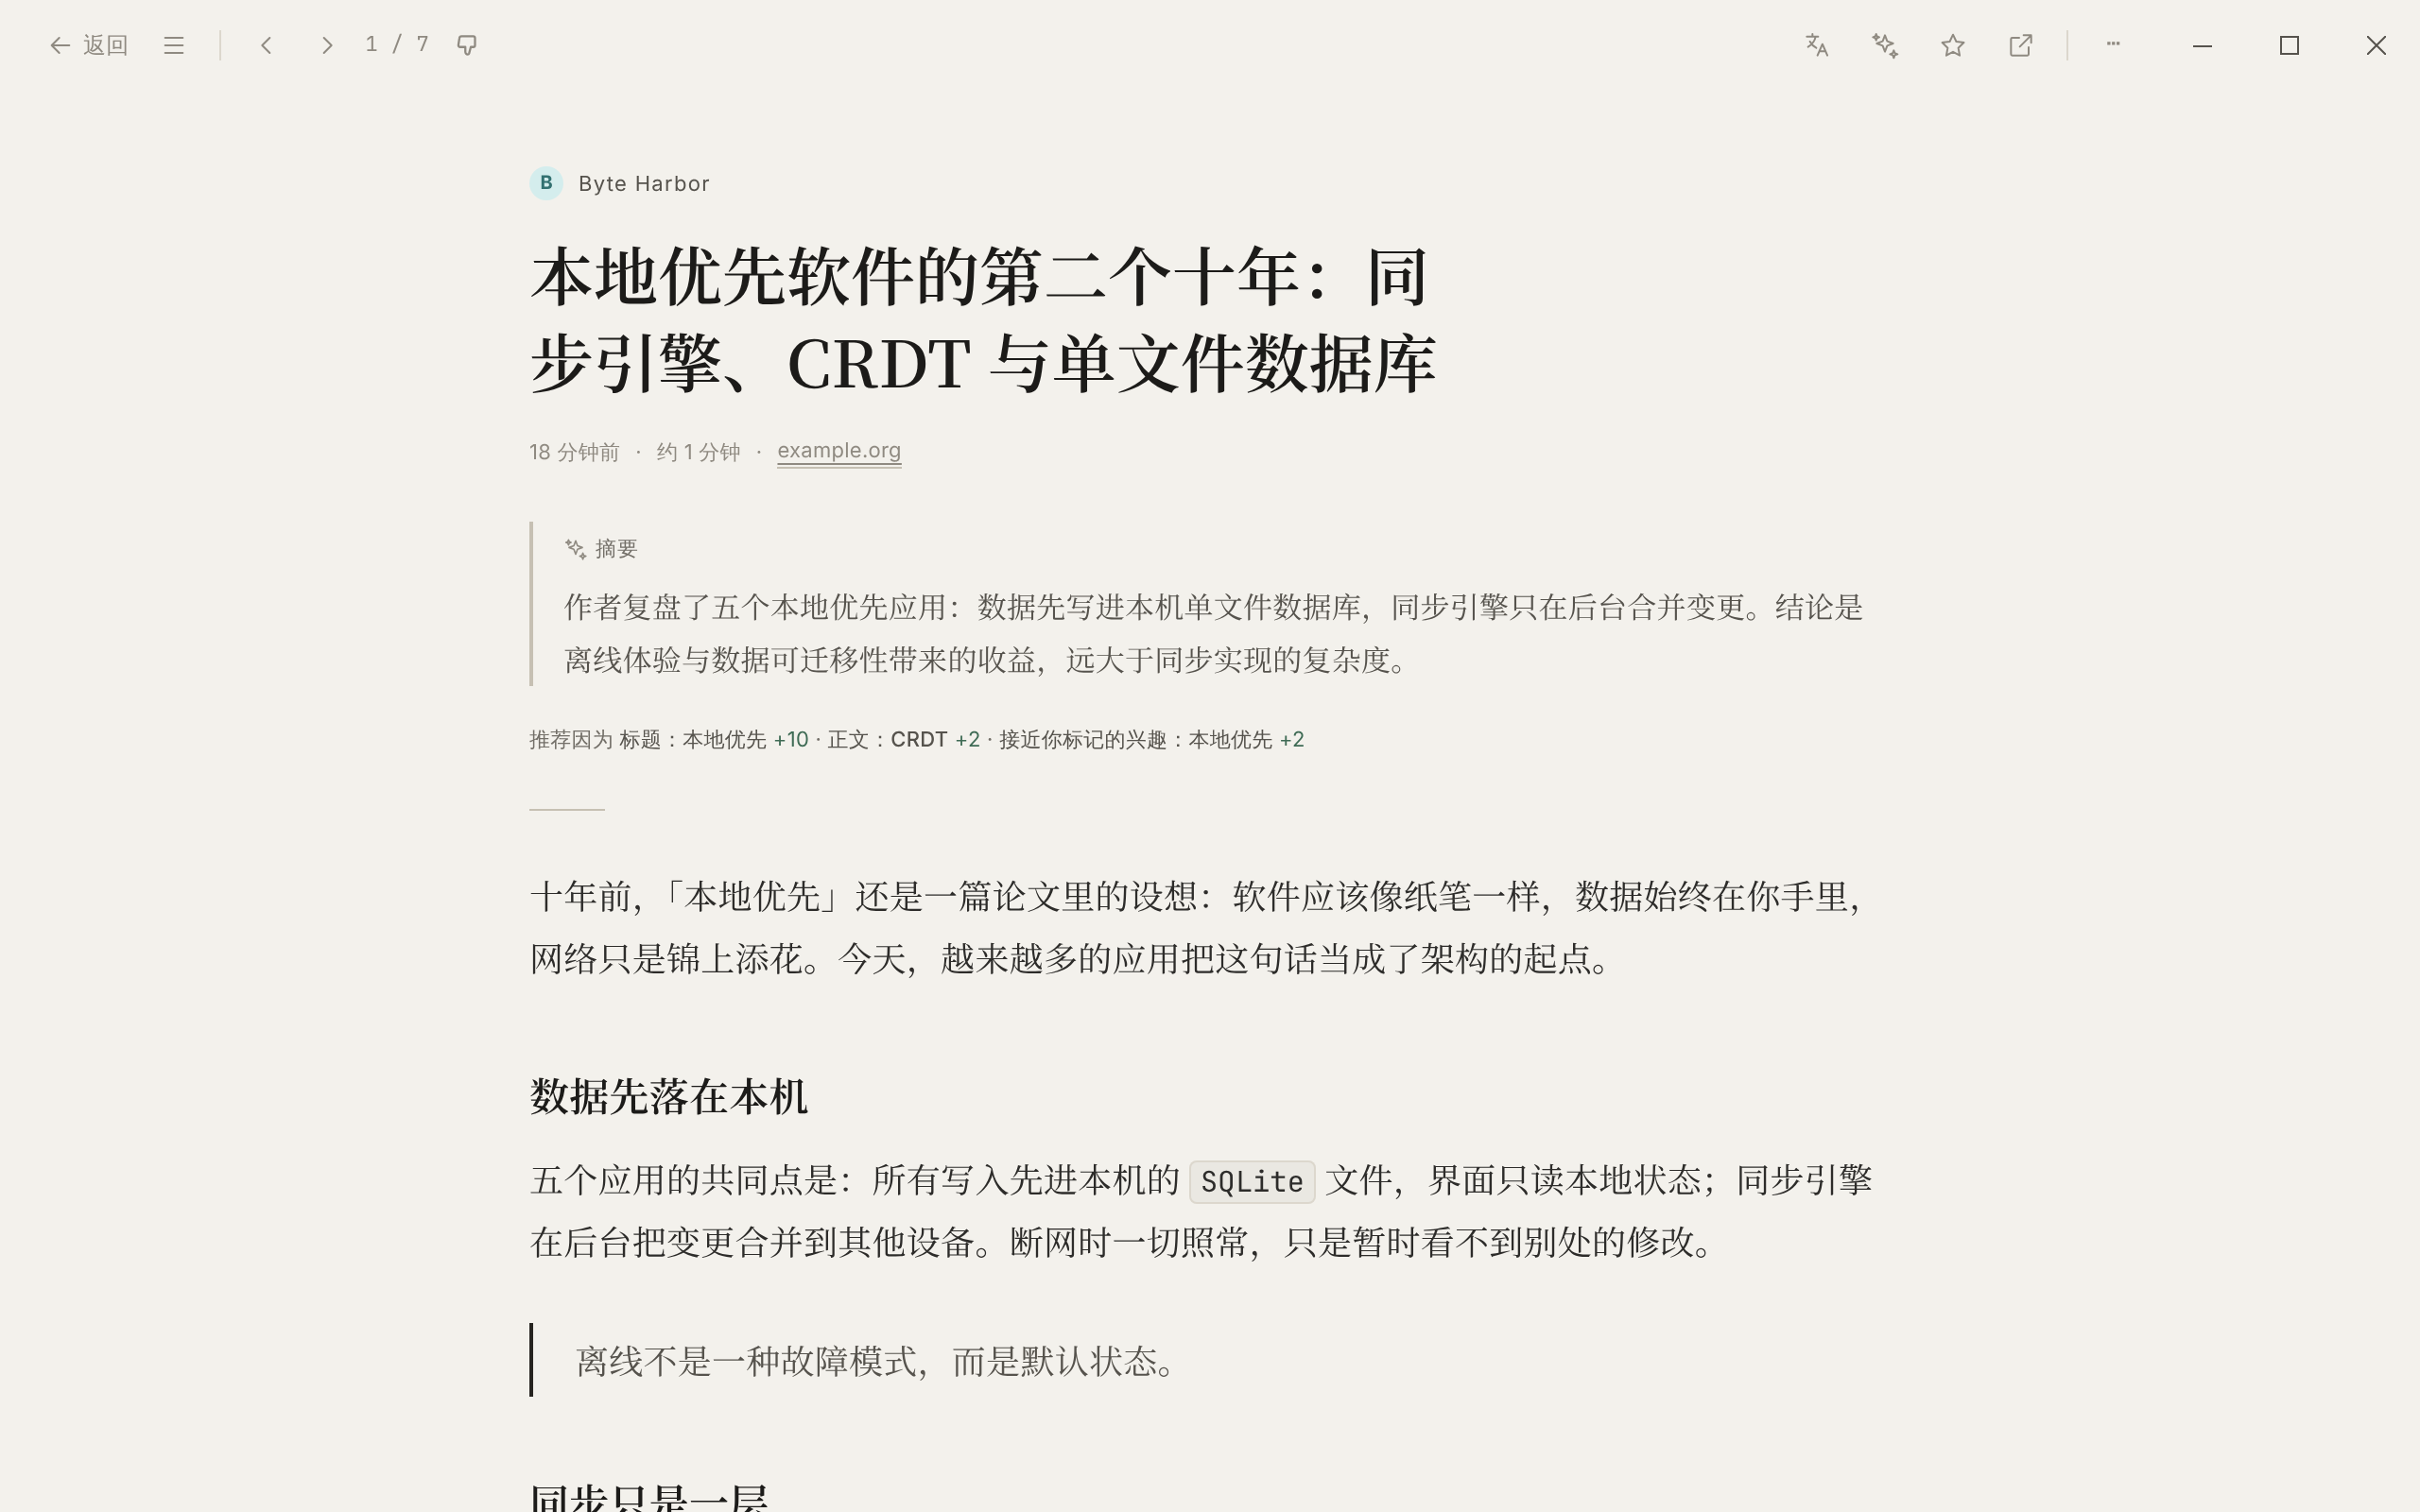 返回
1 / 7
B Byte Harbor
本地优先软件的第二个十年：同
步引擎、CRDT 与单文件数据库
18 分钟前 · 约 1 分钟 · example.org
摘要
作者复盘了五个本地优先应用：数据先写进本机单文件数据库，同步引擎只在后台合并变更。结论是
离线体验与数据可迁移性带来的收益，远大于同步实现的复杂度。
推荐因为 标题：本地优先 +10 · 正文：CRDT +2 · 接近你标记的兴趣：本地优先 +2
十年前，「本地优先」还是一篇论文里的设想：软件应该像纸笔一样，数据始终在你手里，
网络只是锦上添花。今天，越来越多的应用把这句话当成了架构的起点。
数据先落在本机
五个应用的共同点是：所有写入先进本机的 SQLite 文件，界面只读本地状态；同步引擎
在后台把变更合并到其他设备。断网时一切照常，只是暂时看不到别处的修改。
离线不是一种故障模式，而是默认状态。
同步只是一层